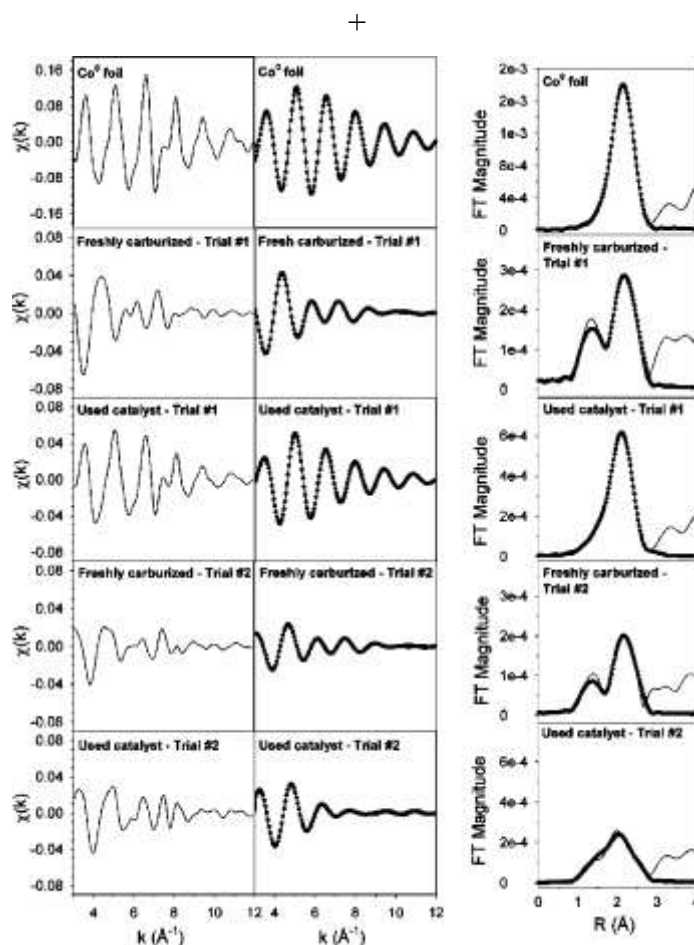 +
Co⁰ foil
Co⁰ foil
Co⁰ foil
0.16
0.08
0.00
-0.08
-0.16
χ(k)
2e-3
2e-3
1e-3
8e-4
4e-4
0
FT Magnitude
Freshly carburized - Trial #1
Fresh carburized - Trial #1
Freshly carburized -
Trial #1
0.08
0.04
0.00
-0.04
-0.08
χ(k)
3e-4
2e-4
1e-4
0
FT Magnitude
Used catalyst - Trial #1
Used catalyst - Trial #1
Used catalyst - Trial #1
0.04
0.00
-0.04
-0.08
χ(k)
6e-4
4e-4
2e-4
0
FT Magnitude
Freshly carburized - Trial #2
Freshly carburized - Trial #2
Freshly carburized -
Trial #2
0.04
0.00
-0.04
-0.08
χ(k)
3e-4
2e-4
1e-4
0
FT Magnitude
Used catalyst - Trial #2
Used catalyst - Trial #2
Used catalyst - Trial #2
0.04
0.00
-0.04
-0.08
χ(k)
6e-4
4e-4
2e-4
0
FT Magnitude
4 6 8 10 12 4 6 8 10 12
0 1 2 3 4
k (Å⁻¹)
k (Å⁻¹)
R (Å)